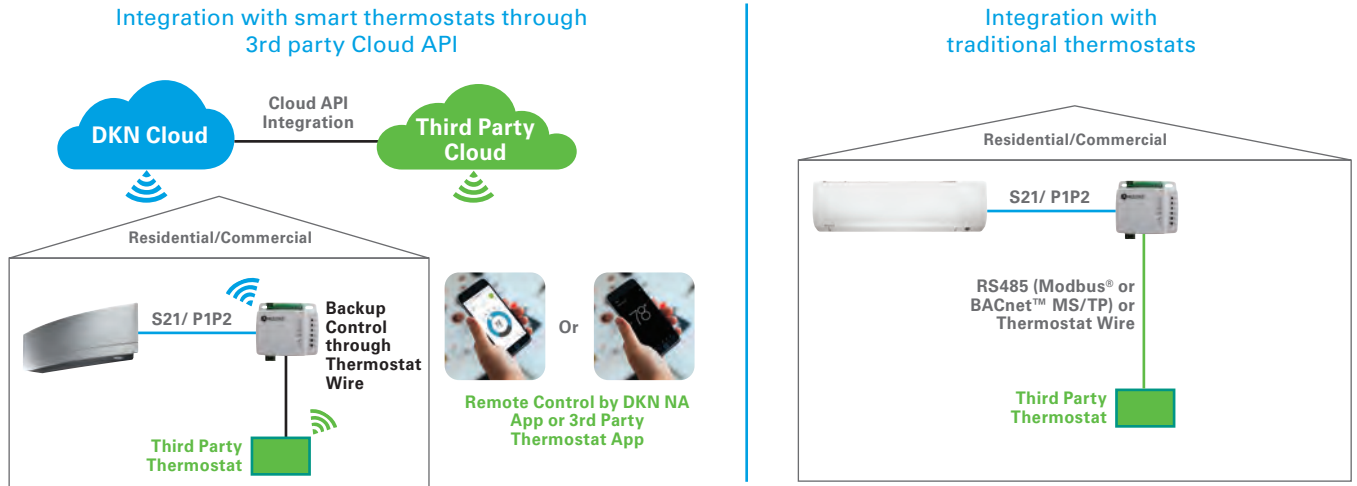 Integration with smart thermostats through
3rd party Cloud API
DKN Cloud
Cloud API
Integration
Third Party
Cloud
Residential/Commercial
S21/ P1P2
Backup
Control
through
Thermostat
Wire
Third Party
Thermostat
Or
78
Remote Control by DKN NA
App or 3rd Party
Thermostat App
Integration with
traditional thermostats
Residential/Commercial
S21/ P1P2
RS485 (Modbus® or
BACnet™ MS/TP) or
Thermostat Wire
Third Party
Thermostat